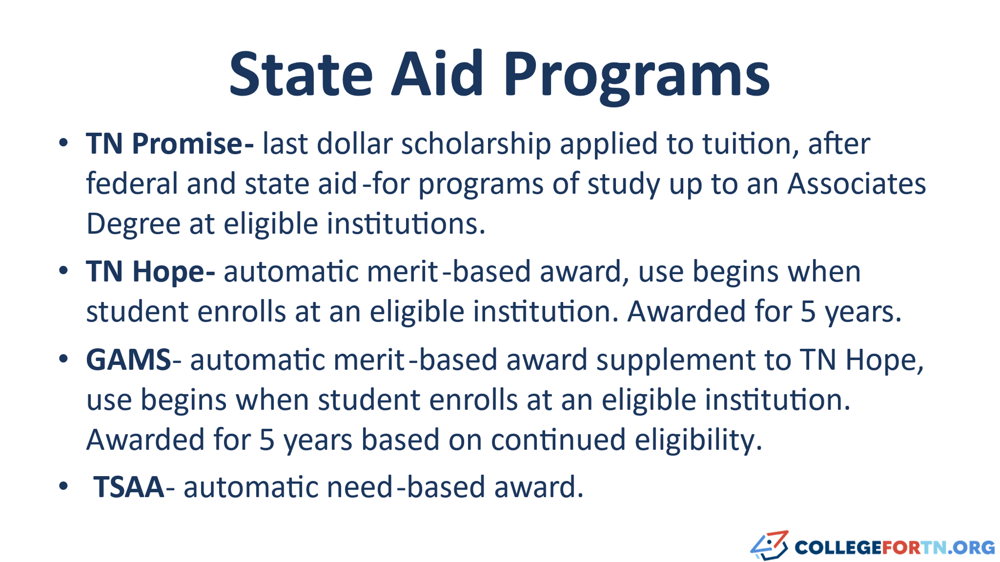 State Aid Programs
• TN Promise- last dollar scholarship applied to tuition, after
federal and state aid -for programs of study up to an Associates
Degree at eligible institutions.
• TN Hope- automatic merit-based award, use begins when
student enrolls at an eligible institution. Awarded for 5 years.
• GAMS- automatic merit-based award supplement to TN Hope,
use begins when student enrolls at an eligible institution.
Awarded for 5 years based on continued eligibility.
• TSAA- automatic need-based award.
COLLEGEFORTN.ORG